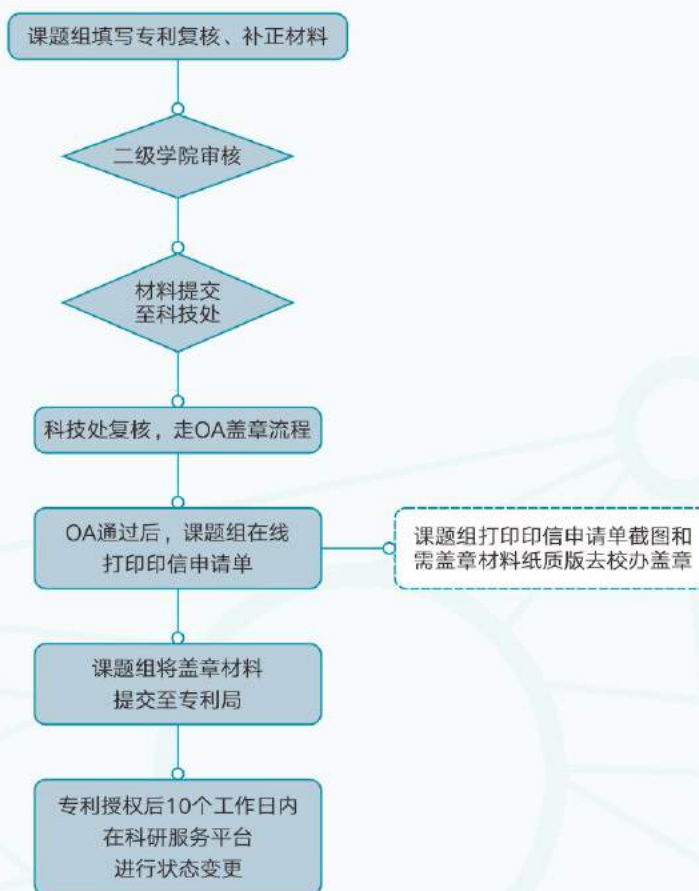 课题组填写专利复核、补正材料
二级学院审核
材料提交
至科技处
科技处复核，走OA盖章流程
OA通过后，课题组在线
打印印信申请单
课题组打印印信申请单截图和
需盖章材料纸质版去校办盖章
课题组将盖章材料
提交至专利局
专利授权后10个工作日内
在科研服务平台
进行状态变更